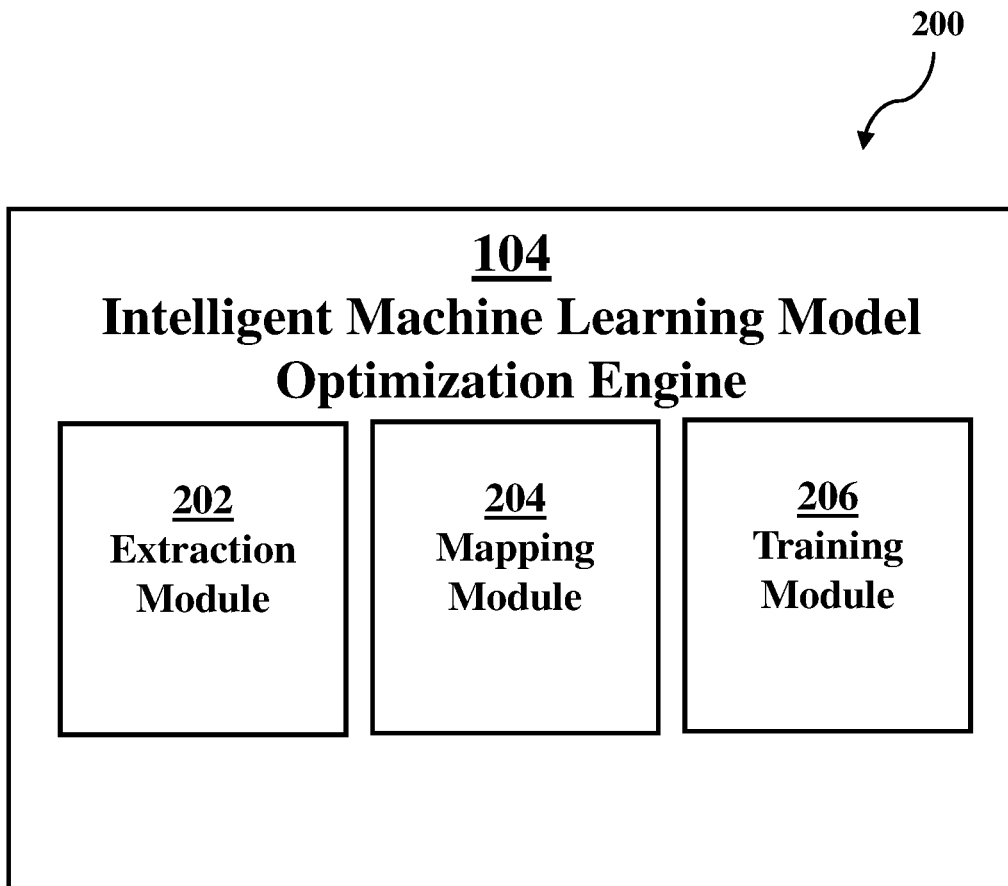 200
104
Intelligent Machine Learning Model
Optimization Engine
202
Extraction
Module
204
Mapping
Module
206
Training
Module